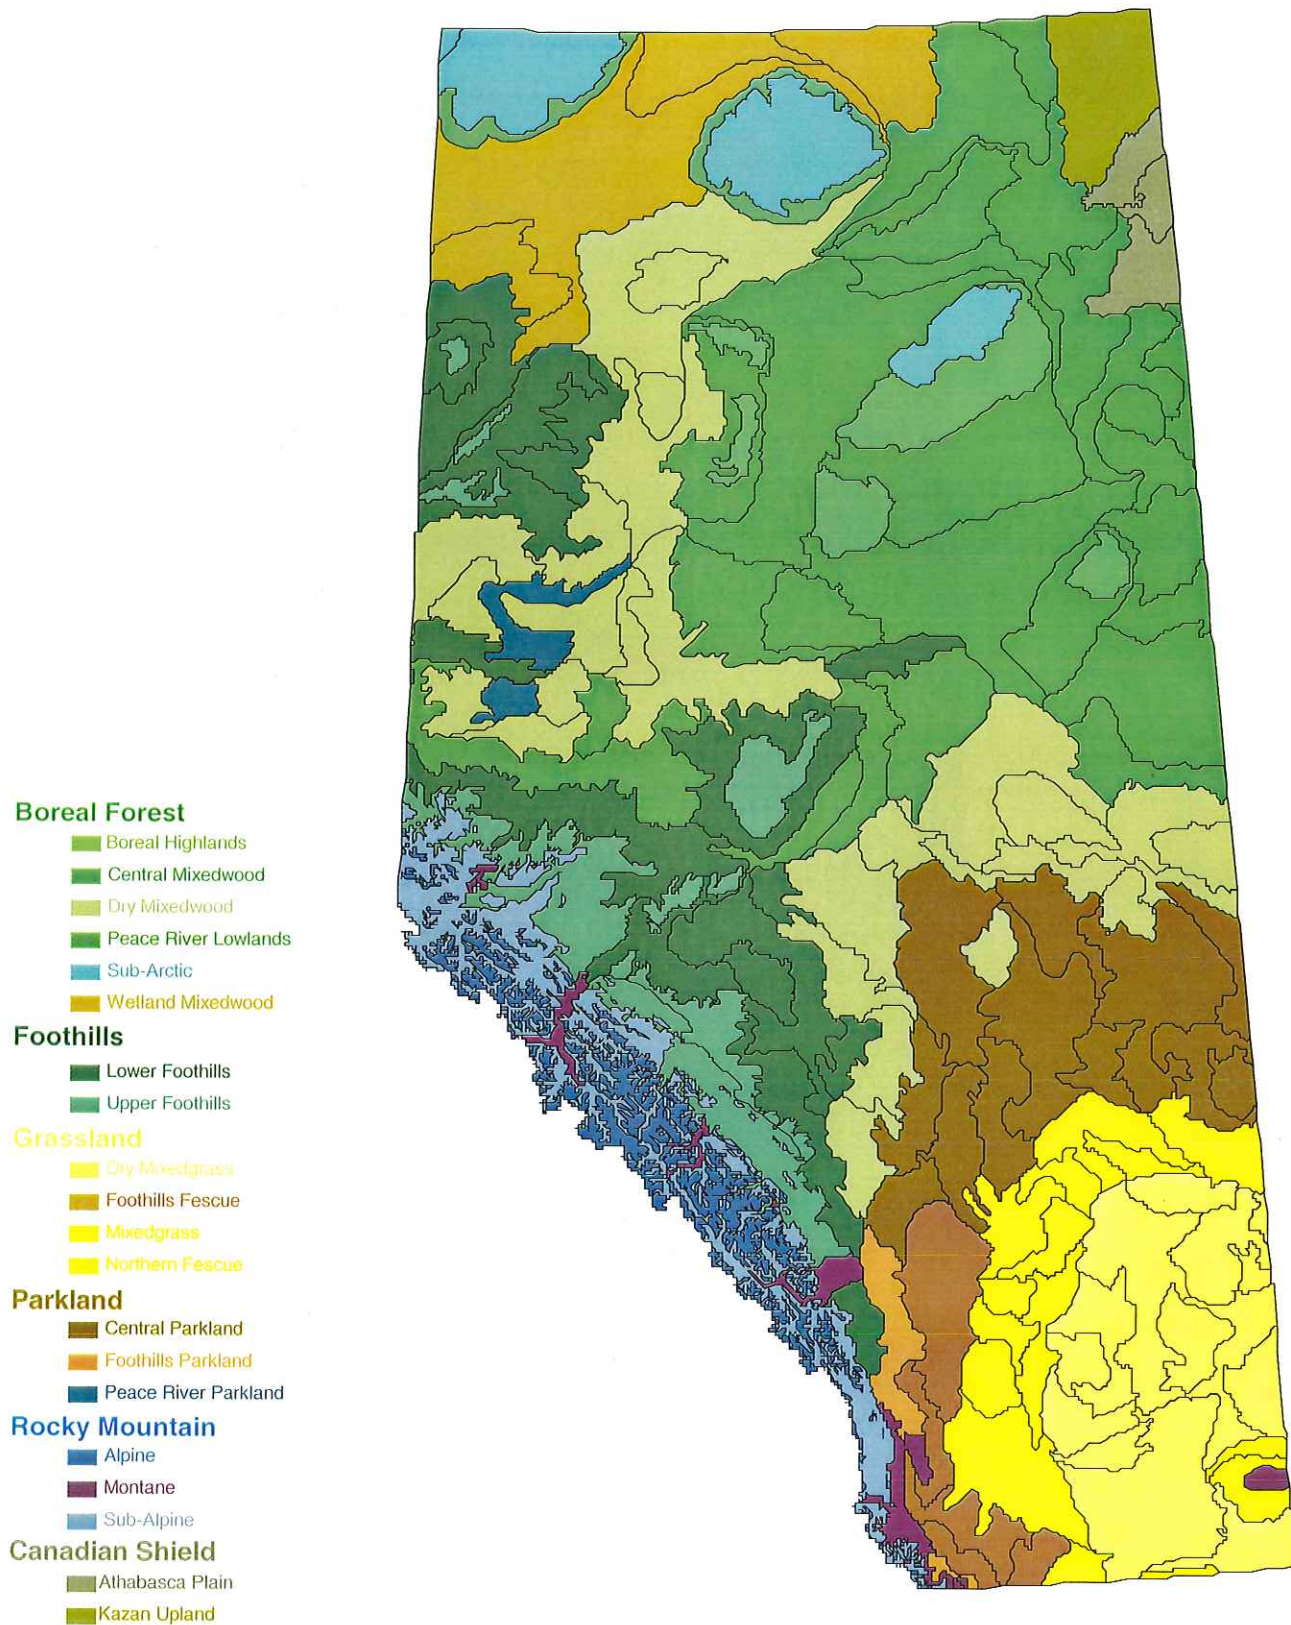 Boreal Forest
Boreal Highlands
Central Mixedwood
Dry Mixedwood
Peace River Lowlands
Sub-Arctic
Wetland Mixedwood
Foothills
Lower Foothills
Upper Foothills
Grassland
Dry Mixedgrass
Foothills Fescue
Mixedgrass
Northern Fescue
Parkland
Central Parkland
Foothills Parkland
Peace River Parkland
Rocky Mountain
Alpine
Montane
Sub-Alpine
Canadian Shield
Athabasca Plain
Kazan Upland